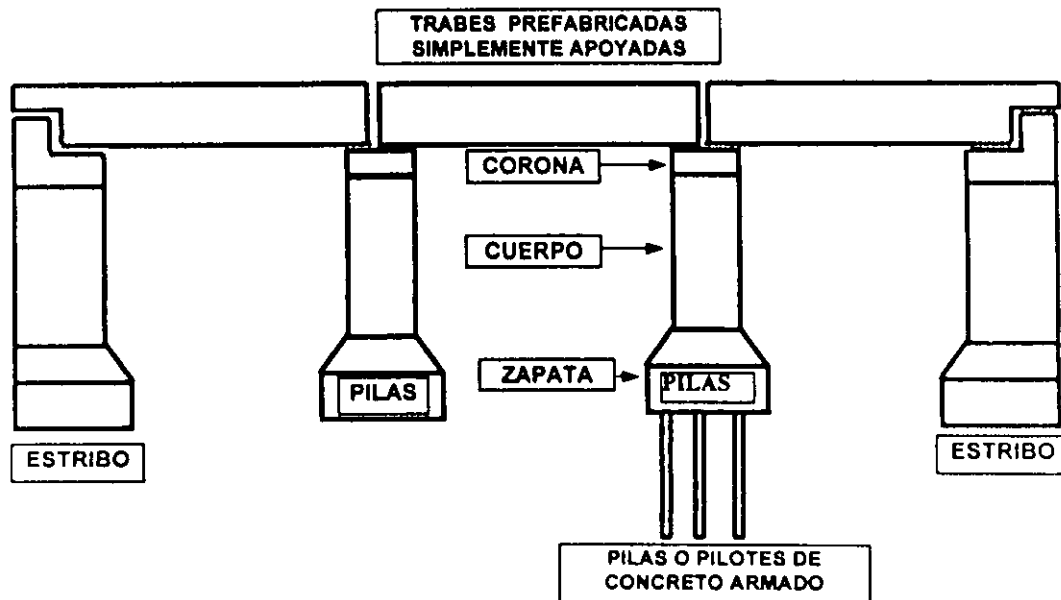 TRABES PREFABRICADAS
SIMPLEMENTE APOYADAS
CORONA
CUERPO
ZAPATA
PILAS
PILAS
ESTRIBO
ESTRIBO
PILAS O PILOTES DE
CONCRETO ARMADO